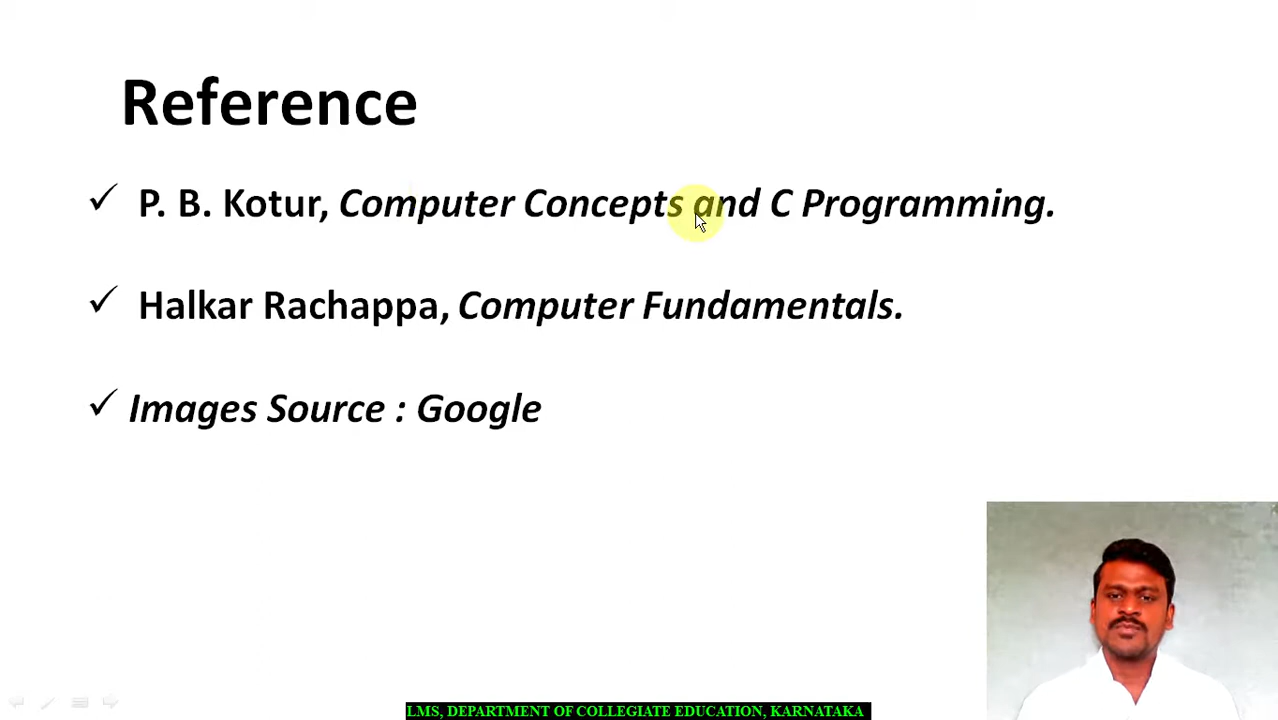 Reference
P. B. Kotur, Computer Concepts and C Programming.
Halkar Rachappa, Computer Fundamentals.
Images Source : Google
LMS, DEPARTMENT OF COLLEGIATE EDUCATION, KARNATAKA